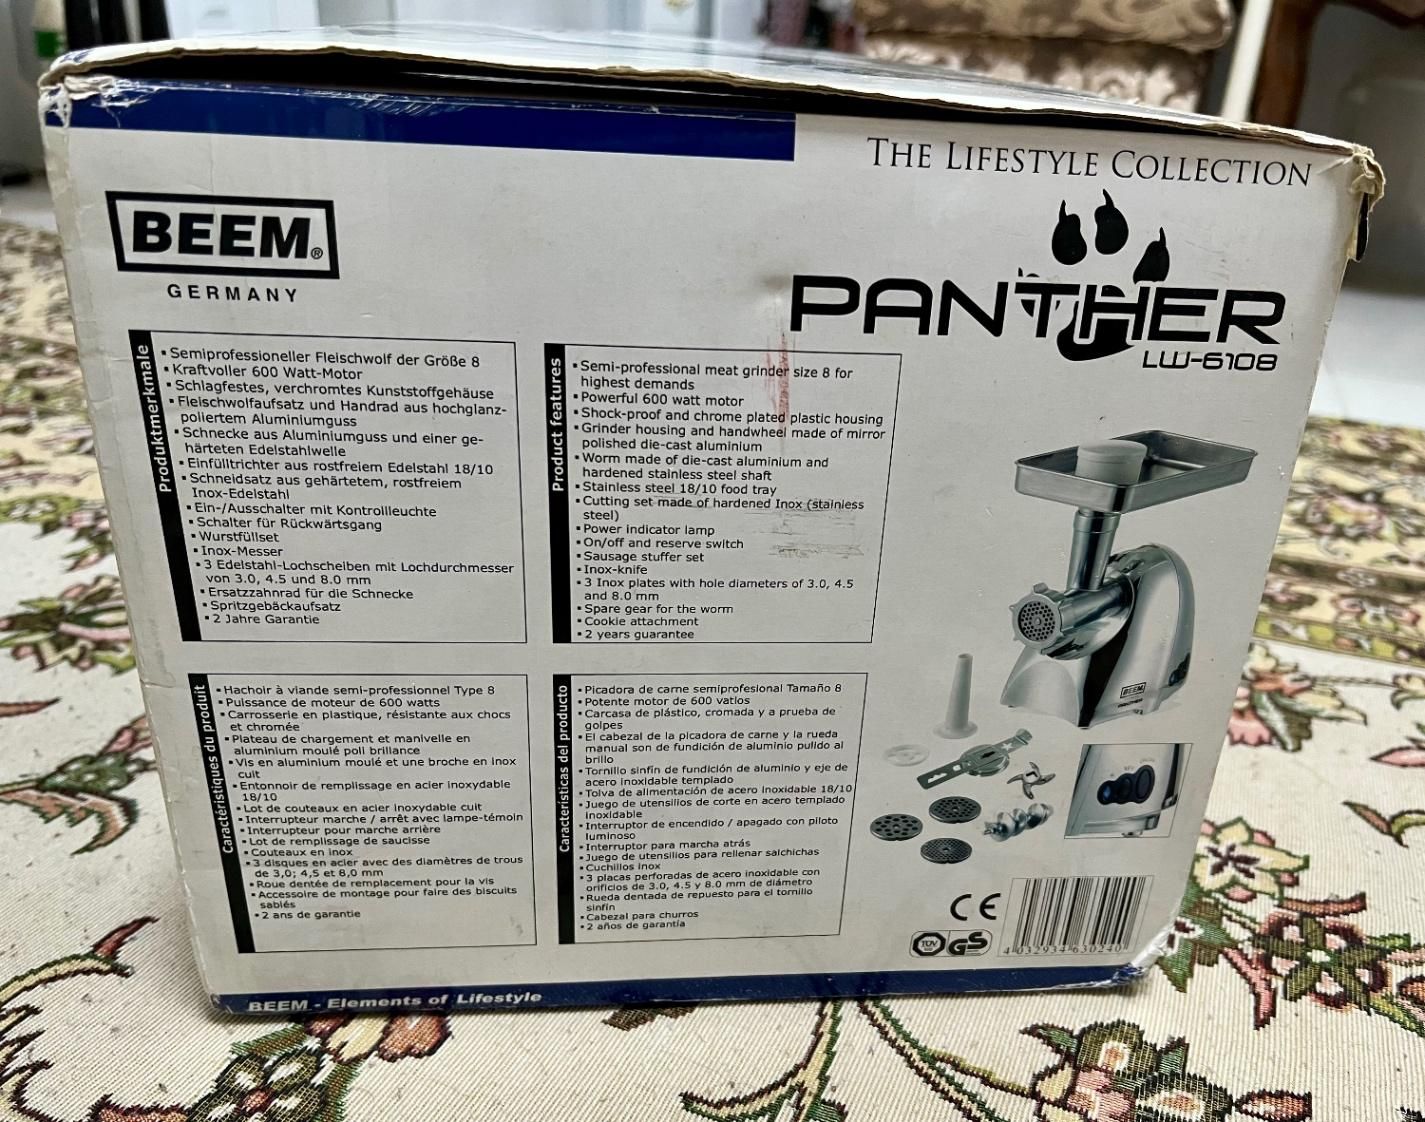 THE LIFESTYLE COLLECTION
BEEM®
GERMANY
PANTHER
LW-6108
Produktmerkmale
▪ Semiprofessioneller Fleischwolf der Größe 8
▪ Kraftvoller 600 Watt-Motor
▪ Schlagfestes, verchromtes Kunststoffgehäuse
▪ Fleischwolfaufsatz und Handrad aus hochglanz-
poliertem Aluminiumguss
▪ Schnecke aus Aluminiumguss und einer ge-
härteten Edelstahlwelle
▪ Einfülltrichter aus rostfreiem Edelstahl 18/10
▪ Schneidsatz aus gehärtetem, rostfreiem
Inox-Edelstahl
▪ Ein-/Ausschalter mit Kontrollleuchte
▪ Schalter für Rückwärtsgang
▪ Wurstfüllset
▪ Inox-Messer
▪ 3 Edelstahl-Lochscheiben mit Lochdurchmesser
von 3.0, 4.5 und 8.0 mm
▪ Ersatzzahnrad für die Schnecke
▪ Spritzgebäckaufsatz
▪ 2 Jahre Garantie
Product features
▪ Semi-professional meat grinder size 8 for
highest demands
▪ Powerful 600 watt motor
▪ Shock-proof and chrome plated plastic housing
▪ Grinder housing and handwheel made of mirror
polished die-cast aluminium
▪ Worm made of die-cast aluminium and
hardened stainless steel shaft
▪ Stainless steel 18/10 food tray
▪ Cutting set made of hardened Inox (stainless
steel)
▪ Power indicator lamp
▪ On/off and reserve switch
▪ Sausage stuffer set
▪ Inox-knife
▪ 3 Inox plates with hole diameters of 3.0, 4.5
and 8.0 mm
▪ Spare gear for the worm
▪ Cookie attachment
▪ 2 years guarantee
Caractéristiques du produit
▪ Hachoir à viande semi-professionnel Type 8
▪ Puissance de moteur de 600 watts
▪ Carrosserie en plastique, résistante aux chocs
et chromée
▪ Plateau de chargement et manivelle en
aluminium moulé poli brillance
▪ Vis en aluminium moulé et une broche en inox
cuit
▪ Entonnoir de remplissage en acier inoxydable
18/10
▪ Lot de couteaux en acier inoxydable cuit
▪ Interrupteur marche / arrêt avec lampe-témoin
▪ Interrupteur pour marche arrière
▪ Lot de remplissage de saucisse
▪ Couteaux en inox
▪ 3 disques en acier avec des diamètres de trous
de 3,0; 4,5 et 8,0 mm
▪ Roue dentée de remplacement pour la vis
▪ Accessoire de montage pour faire des biscuits
sablés
▪ 2 ans de garantie
Características del producto
▪ Picadora de carne semiprofesional Tamaño 8
▪ Potente motor de 600 vatios
▪ Carcasa de plástico, cromada y a prueba de
golpes
▪ El cabezal de la picadora de carne y la rueda
manual son de fundición de aluminio pulido al
brillo
▪ Tornillo sinfín de fundición de aluminio y eje de
acero inoxidable templado
▪ Tolva de alimentación de acero inoxidable 18/10
▪ Juego de utensilios de corte en acero templado
inoxidable
▪ Interruptor de encendido / apagado con piloto
luminoso
▪ Interruptor para marcha atrás
▪ Juego de utensilios para rellenar salchichas
▪ Cuchillos inox
▪ 3 placas perforadas de acero inoxidable con
orificios de 3.0, 4.5 y 8.0 mm de diámetro
▪ Rueda dentada de repuesto para el tornillo
sinfín
▪ Cabezal para churros
▪ 2 años de garantía
BEEM
PANTHER
CE
TÜV
GS
4 032934 630240
BEEM - Elements of Lifestyle